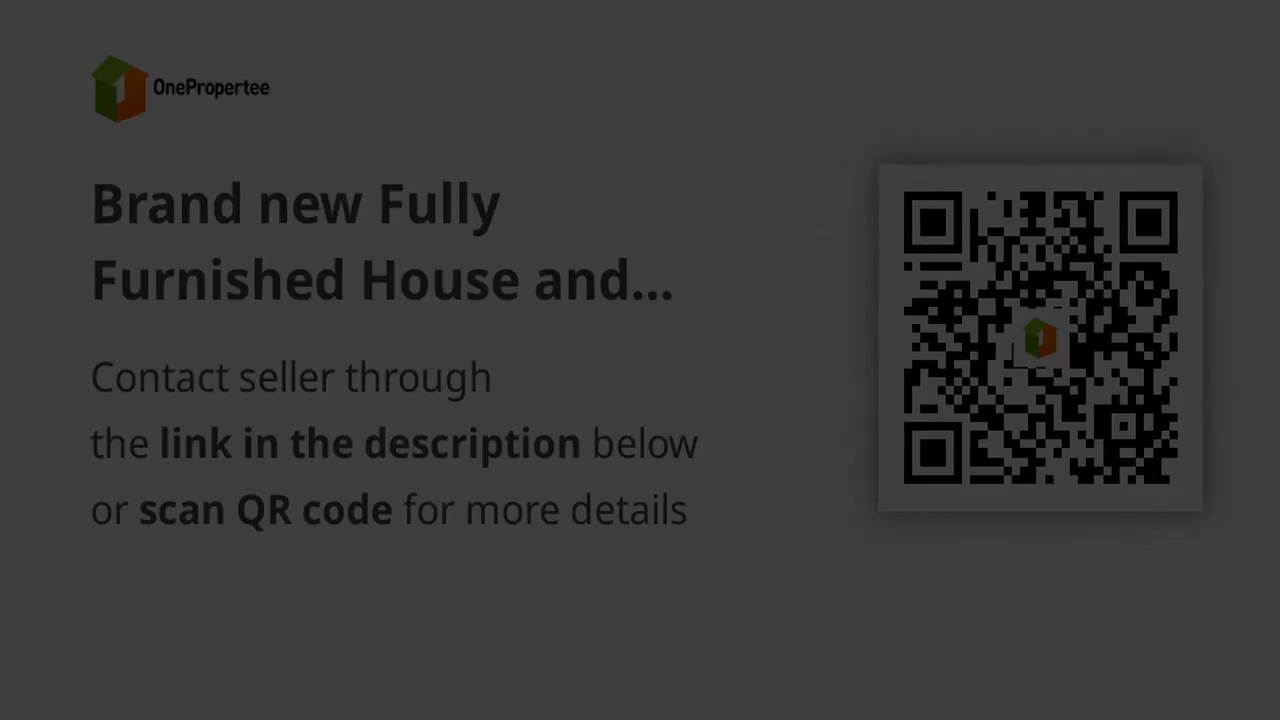 OnePropertee
Brand new Fully
Furnished House and...
Contact seller through
the link in the description below
or scan QR code for more details